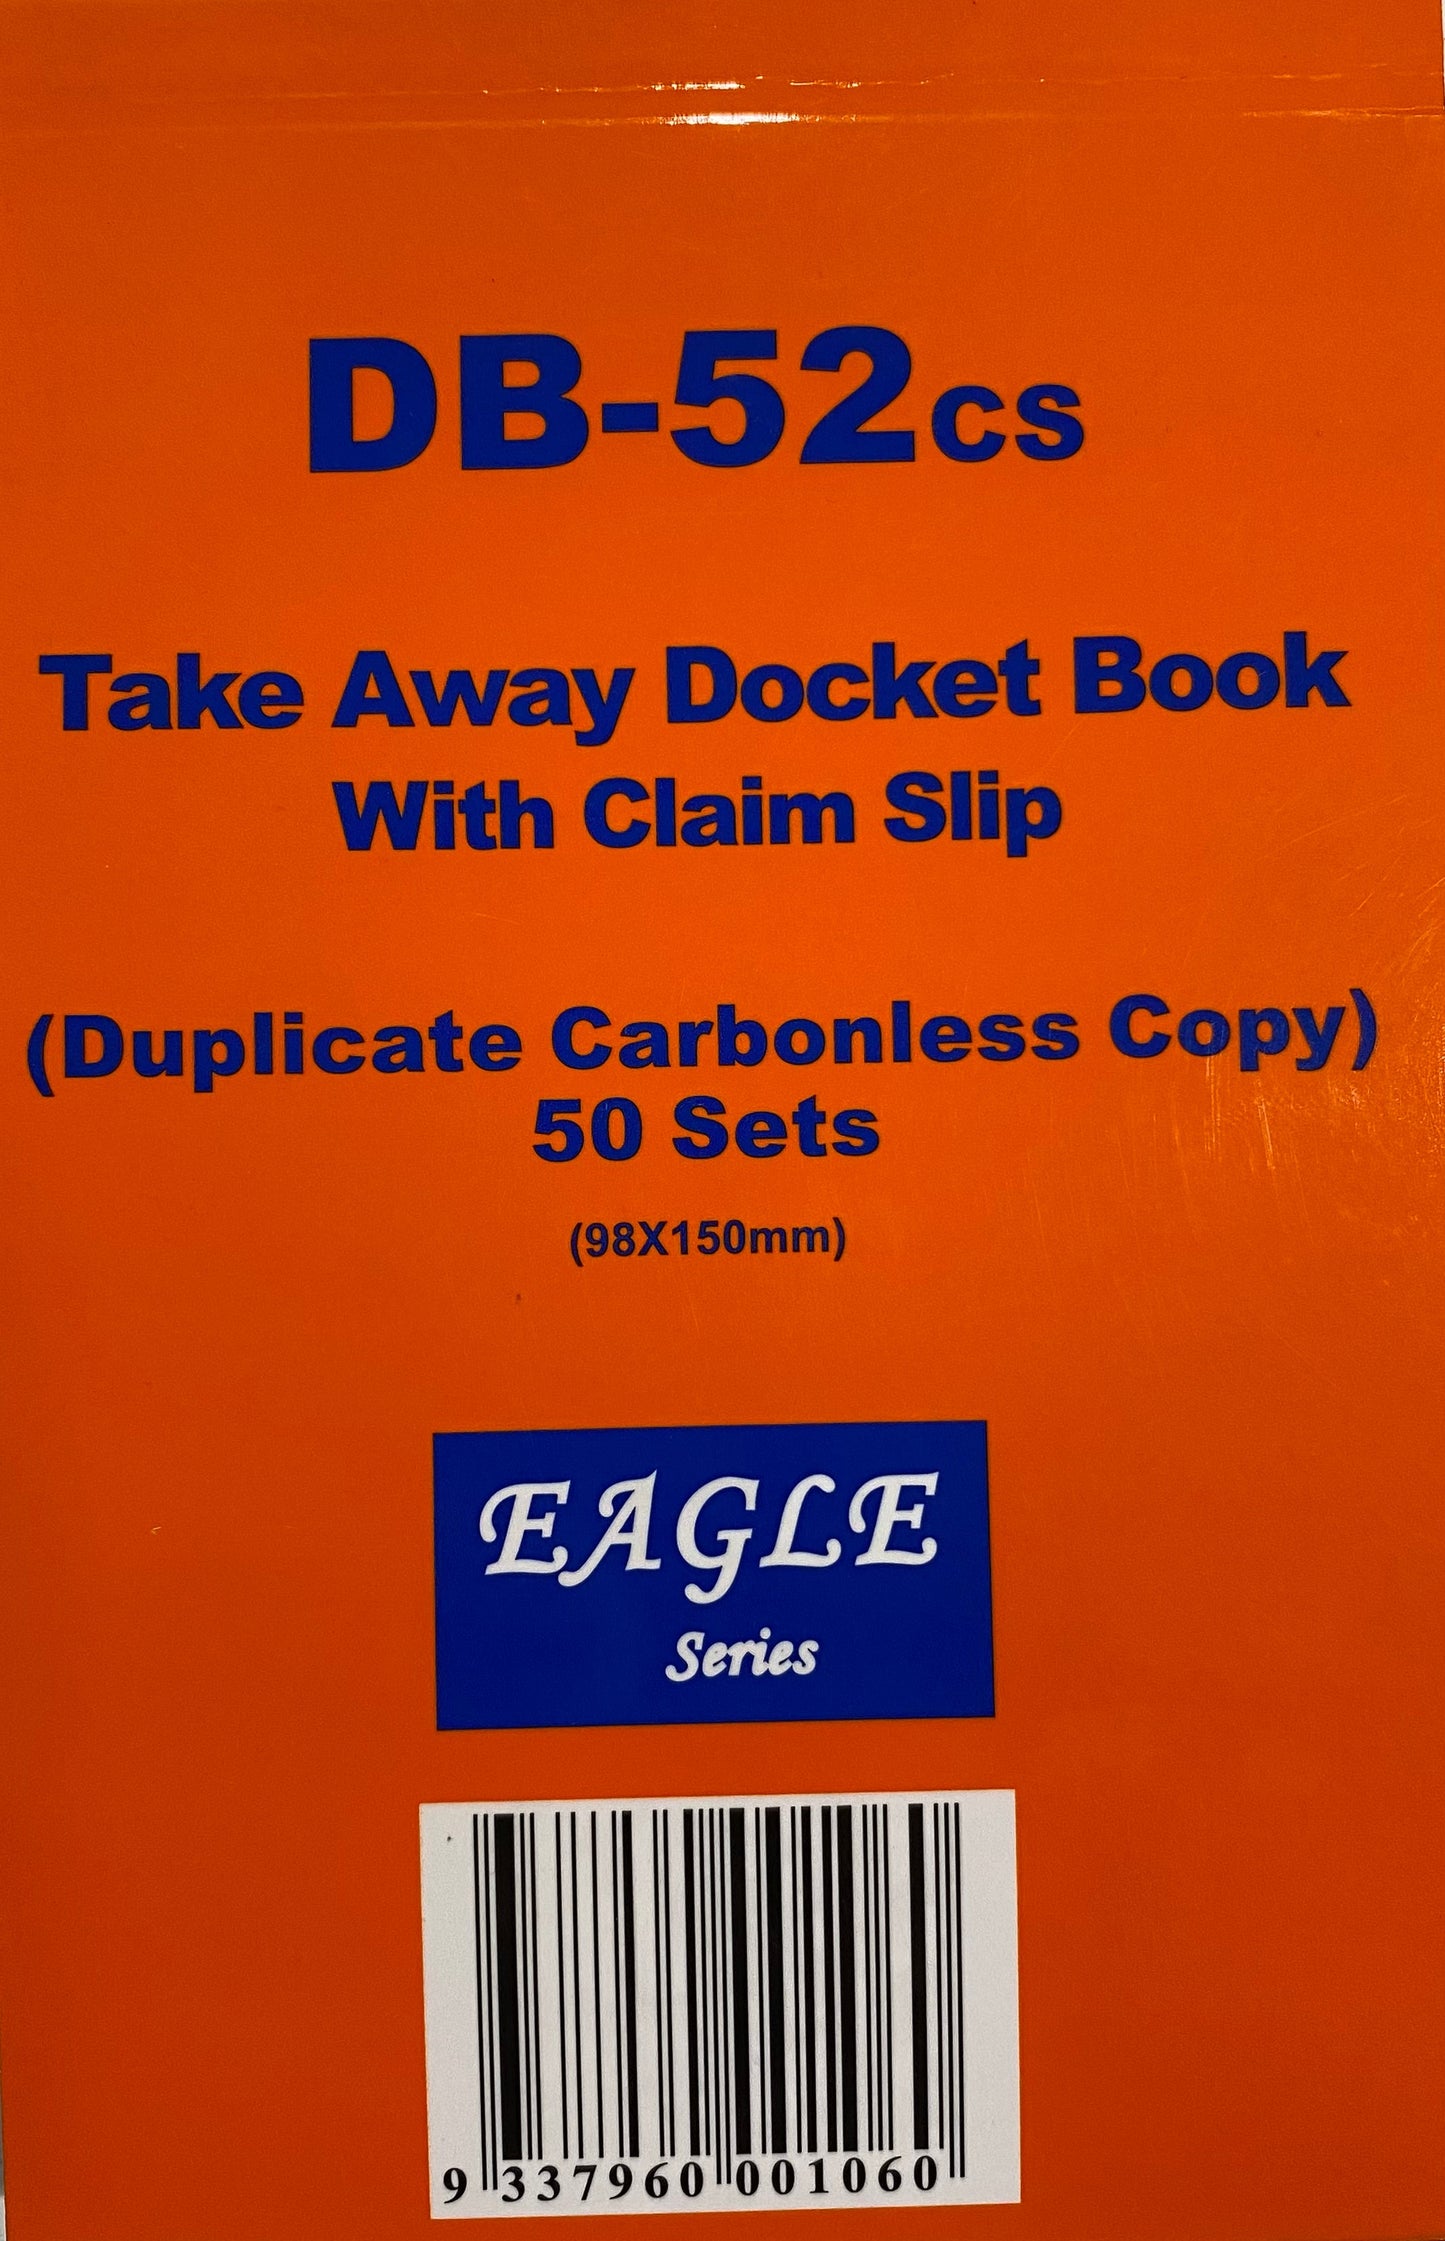 DB-52cs
Take Away Docket Book
With Claim Slip
(Duplicate Carbonless Copy)
50 Sets
(98X150mm)
EAGLE
Series
9 337960 001060